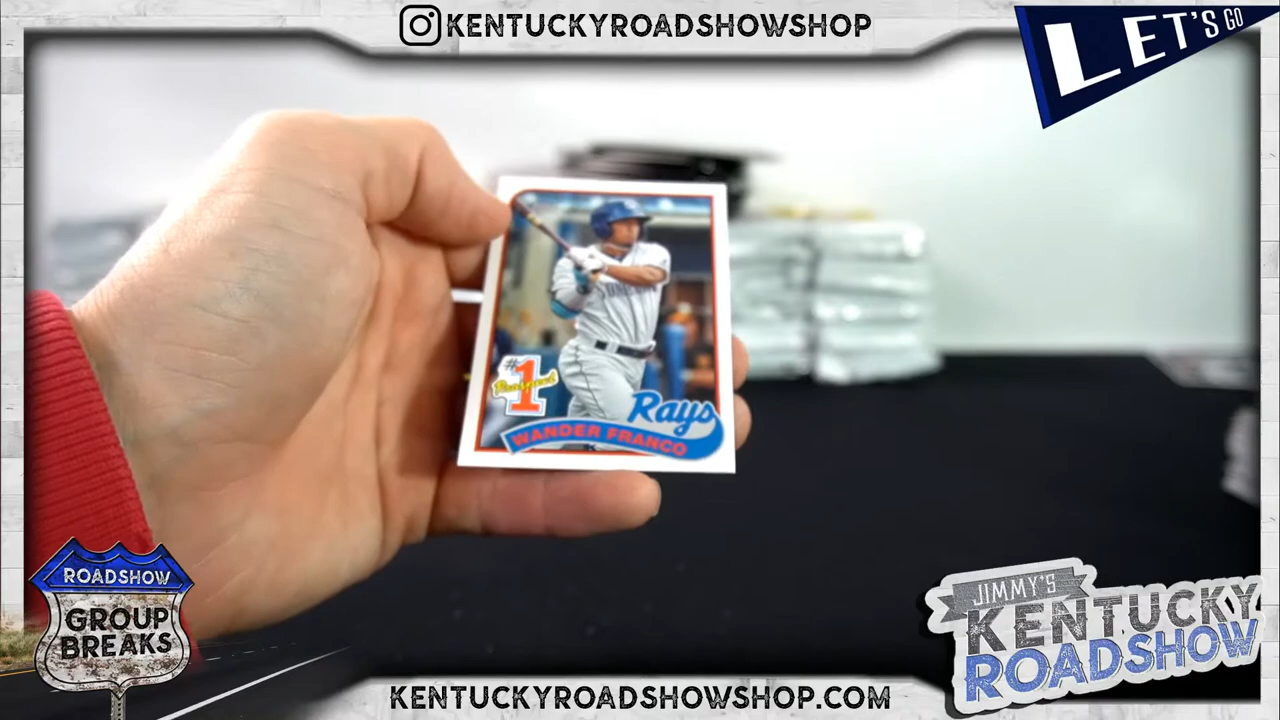 KENTUCKYROADSHOWSHOP
LET'S GO
#1
Prospect
Rays
WANDER FRANCO
ROADSHOW
GROUP
BREAKS
JIMMY'S
KENTUCKY
ROADSHOW
KENTUCKYROADSHOWSHOP.COM